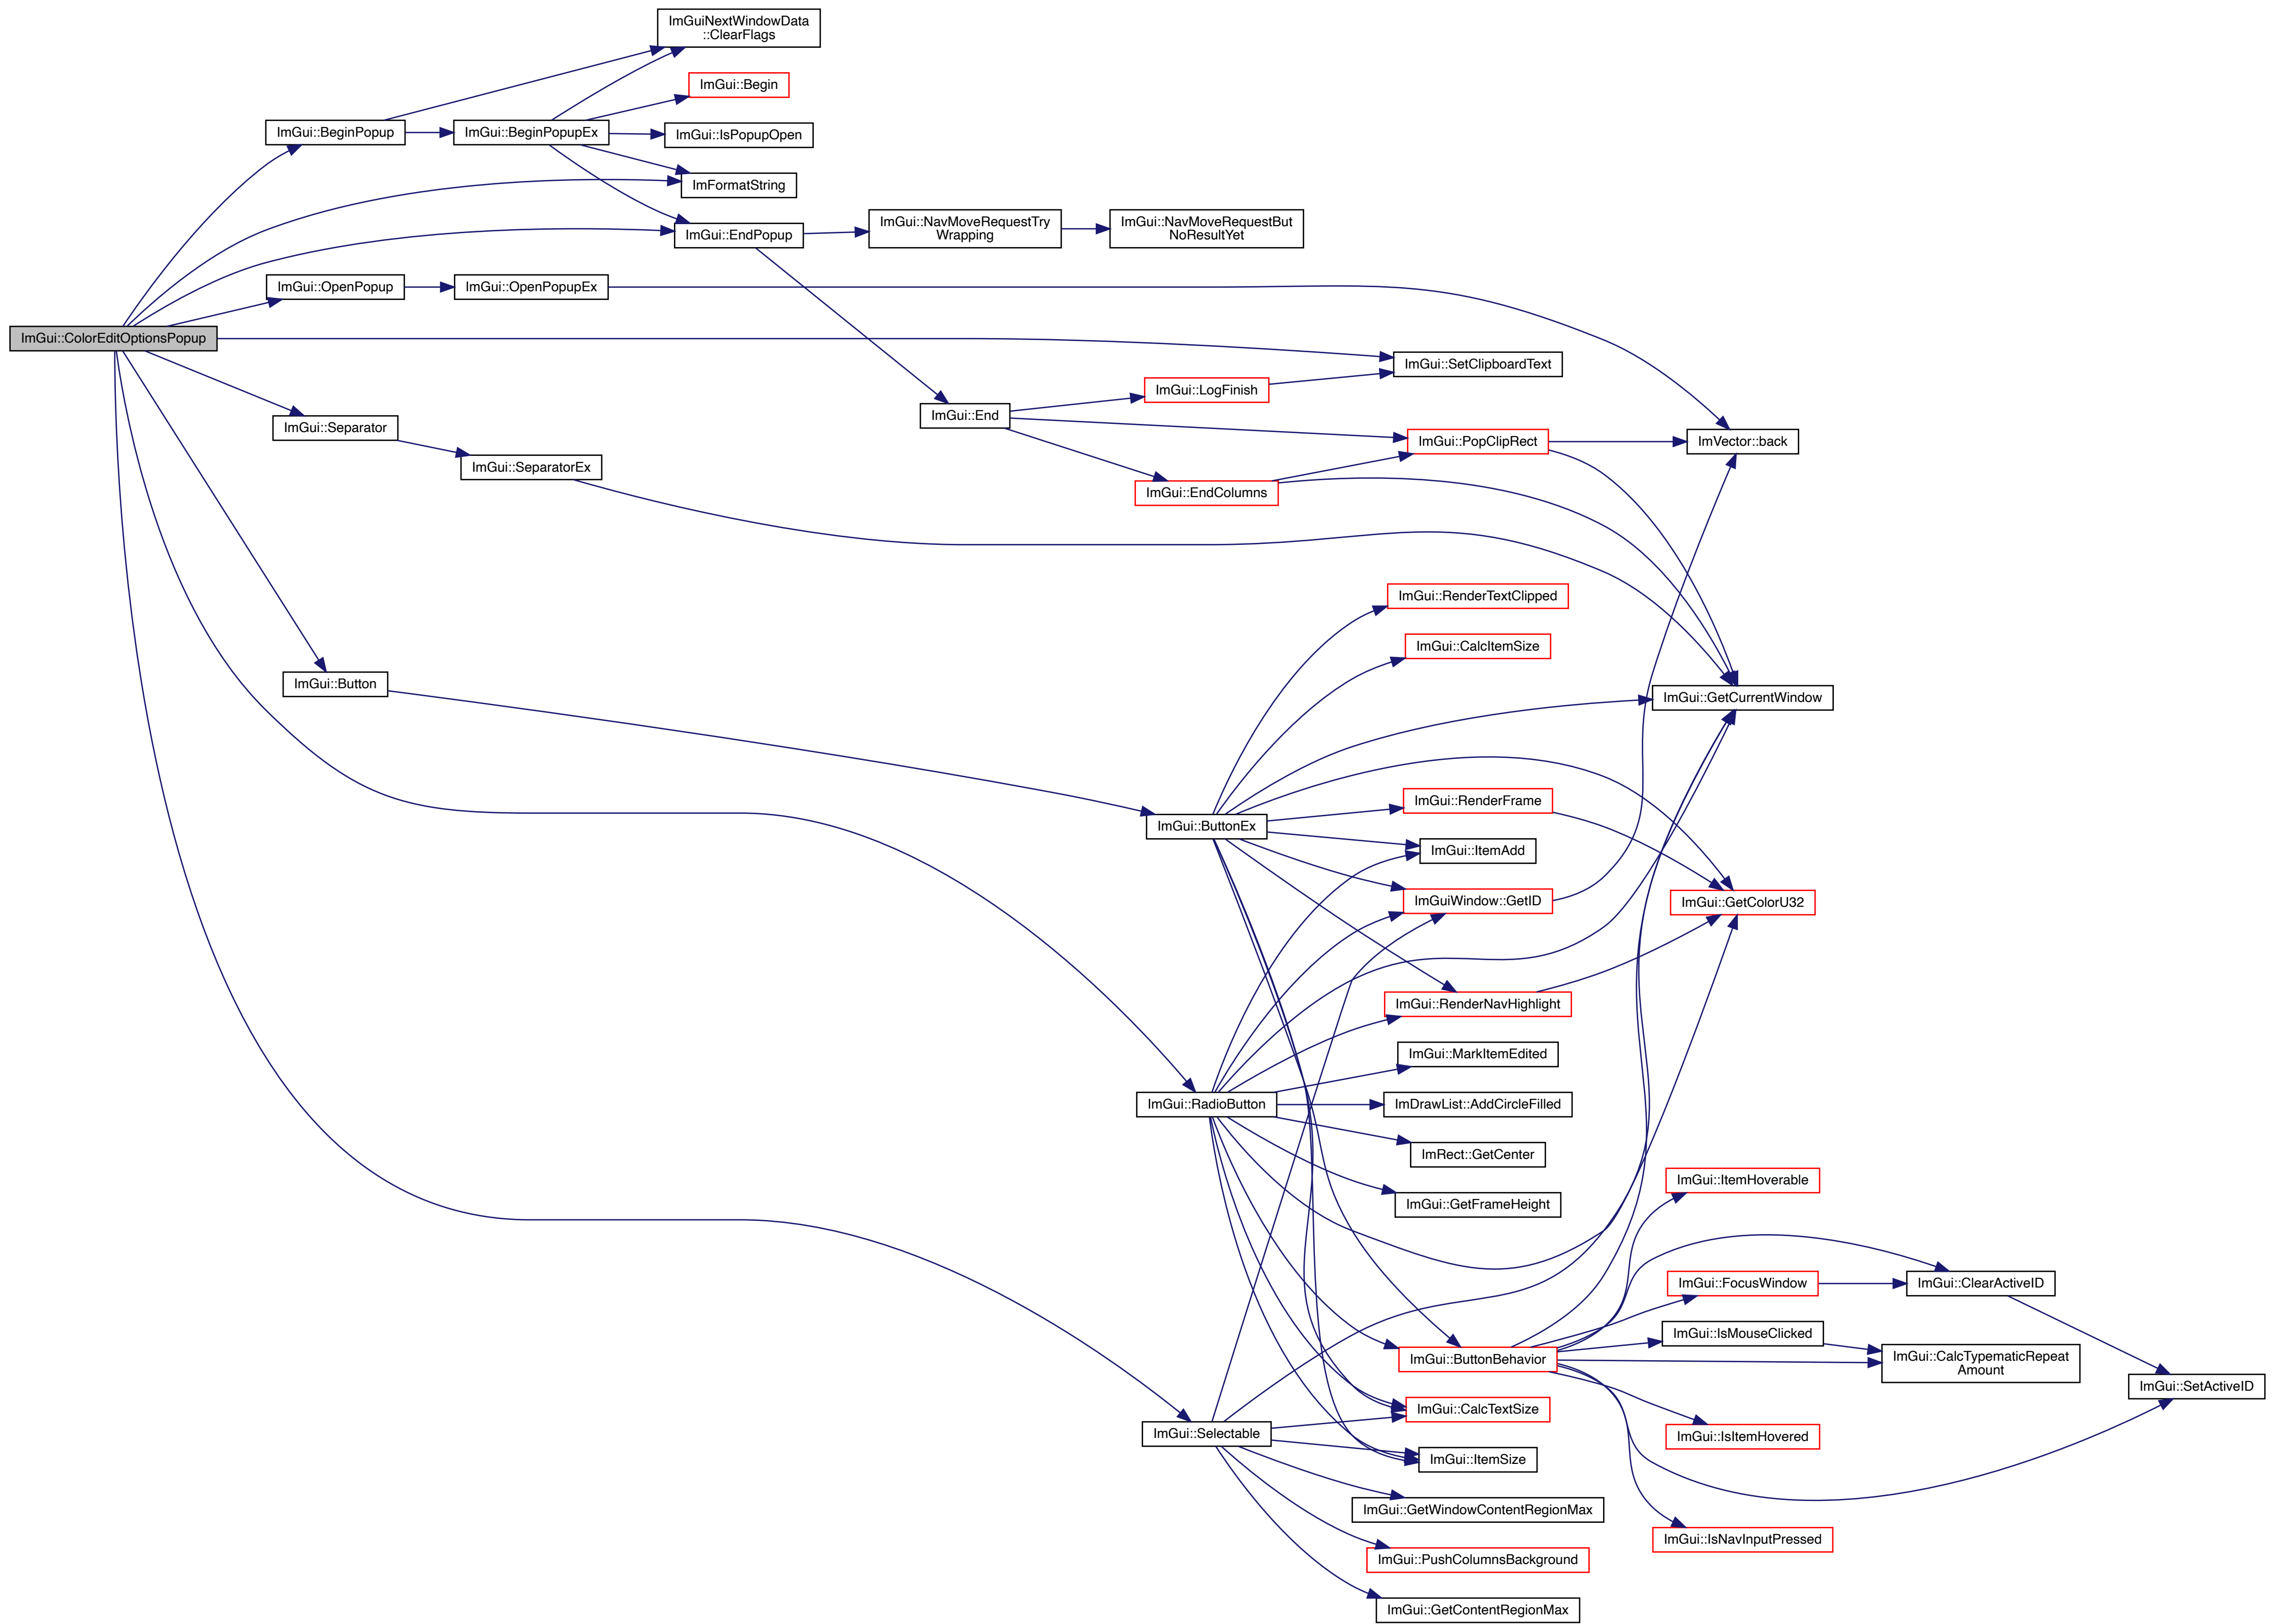 ImGuiNextWindowData
::ClearFlags
ImGui::Begin
ImGui::BeginPopup
ImGui::BeginPopupEx
ImGui::IsPopupOpen
ImFormatString
ImGui::EndPopup
ImGui::NavMoveRequestTry
Wrapping
ImGui::NavMoveRequestBut
NoResultYet
ImGui::OpenPopup
ImGui::OpenPopupEx
ImGui::ColorEditOptionsPopup
ImGui::SetClipboardText
ImGui::LogFinish
ImGui::End
ImGui::Separator
ImGui::PopClipRect
ImVector::back
ImGui::SeparatorEx
ImGui::EndColumns
ImGui::RenderTextClipped
ImGui::CalcItemSize
ImGui::Button
ImGui::GetCurrentWindow
ImGui::RenderFrame
ImGui::ButtonEx
ImGui::ItemAdd
ImGuiWindow::GetID
ImGui::GetColorU32
ImGui::RenderNavHighlight
ImGui::MarkItemEdited
ImGui::RadioButton
ImDrawList::AddCircleFilled
ImRect::GetCenter
ImGui::ItemHoverable
ImGui::GetFrameHeight
ImGui::FocusWindow
ImGui::ClearActiveID
ImGui::IsMouseClicked
ImGui::ButtonBehavior
ImGui::CalcTypematicRepeat
Amount
ImGui::SetActiveID
ImGui::CalcTextSize
ImGui::Selectable
ImGui::IsItemHovered
ImGui::ItemSize
ImGui::GetWindowContentRegionMax
ImGui::IsNavInputPressed
ImGui::PushColumnsBackground
ImGui::GetContentRegionMax